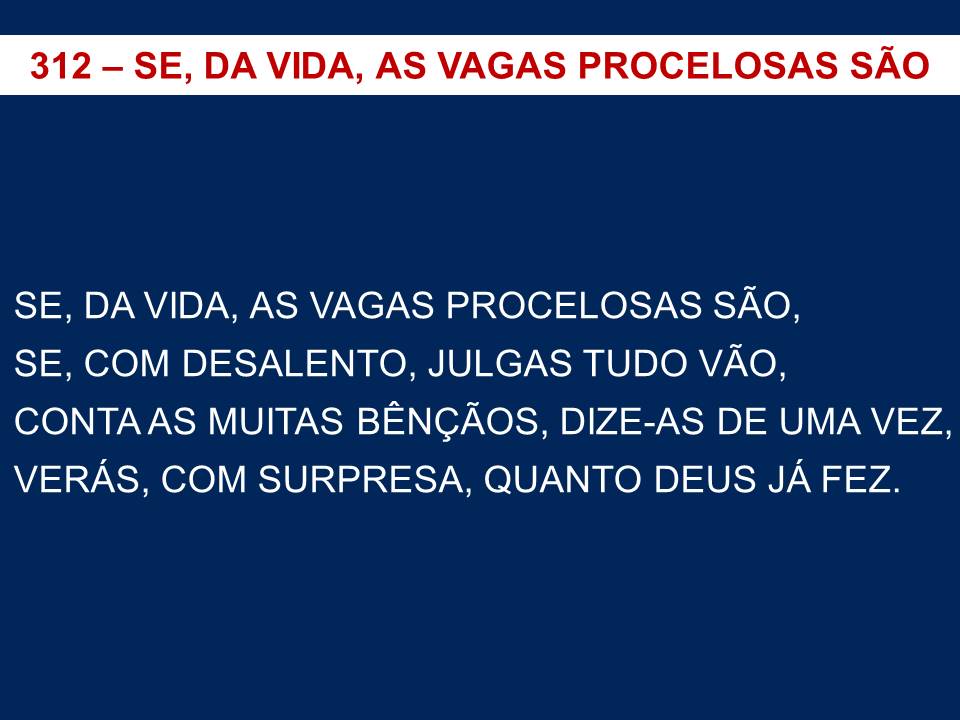 312 – SE, DA VIDA, AS VAGAS PROCELOSAS SÃO
SE, DA VIDA, AS VAGAS PROCELOSAS SÃO,
SE, COM DESALENTO, JULGAS TUDO VÃO,
CONTA AS MUITAS BÊNÇÃOS, DIZE-AS DE UMA VEZ,
VERÁS, COM SURPRESA, QUANTO DEUS JÁ FEZ.